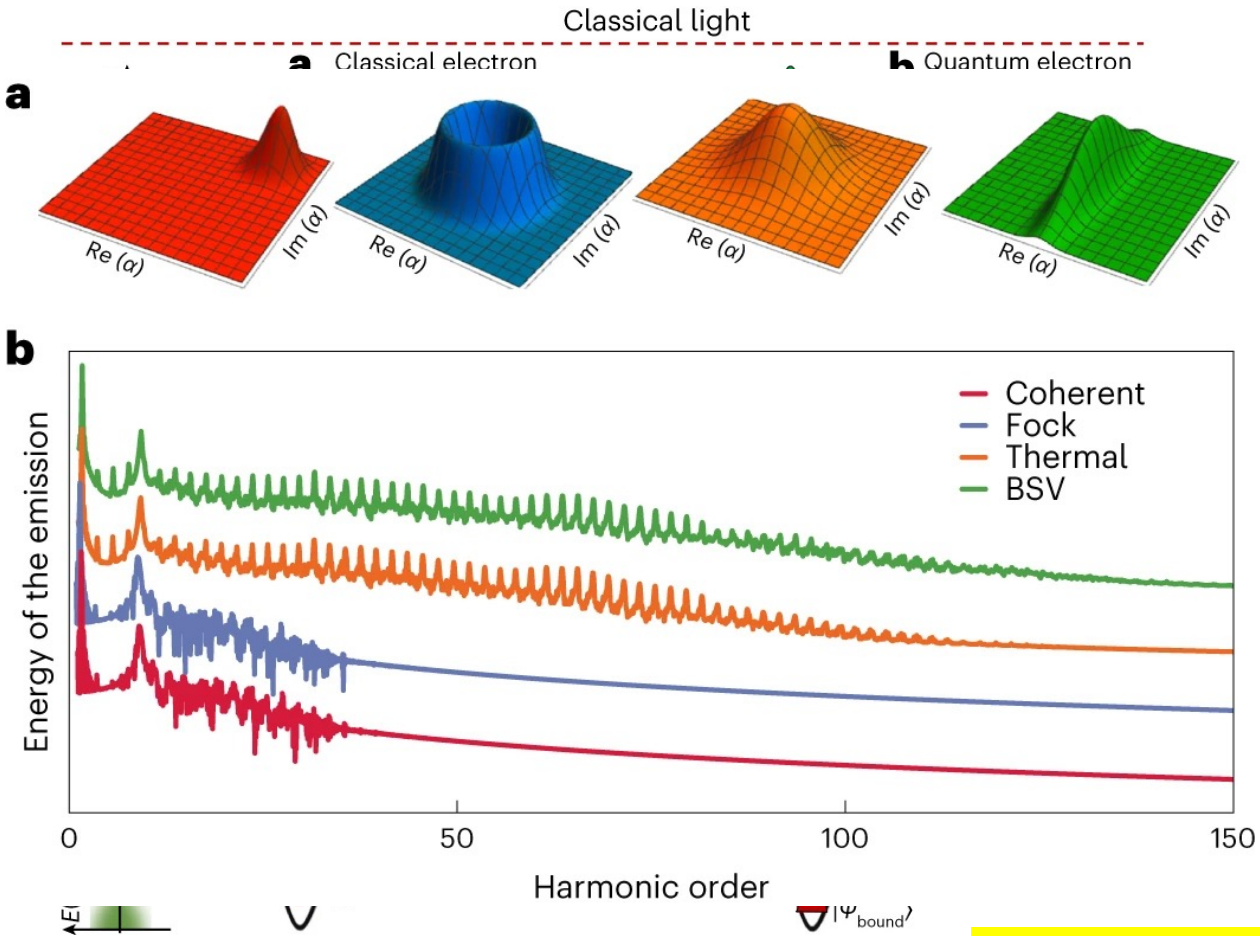 Classical light
a Classical electron
b Quantum electron
a
Re (α)
Im (α)
Re (α)
Im (α)
Re (α)
Im (α)
Re (α)
Im (α)
b
Energy of the emission
Coherent
Fock
Thermal
BSV
0
50
100
150
Harmonic order
|Ψbound⟩